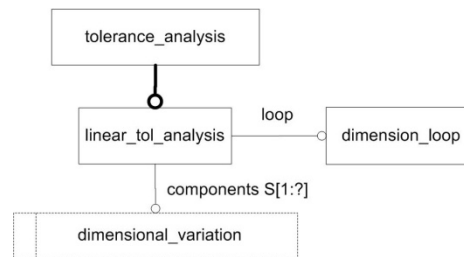 tolerance_analysis
loop
linear_tol_analysis
dimension_loop
components S[1:?]
dimensional_variation